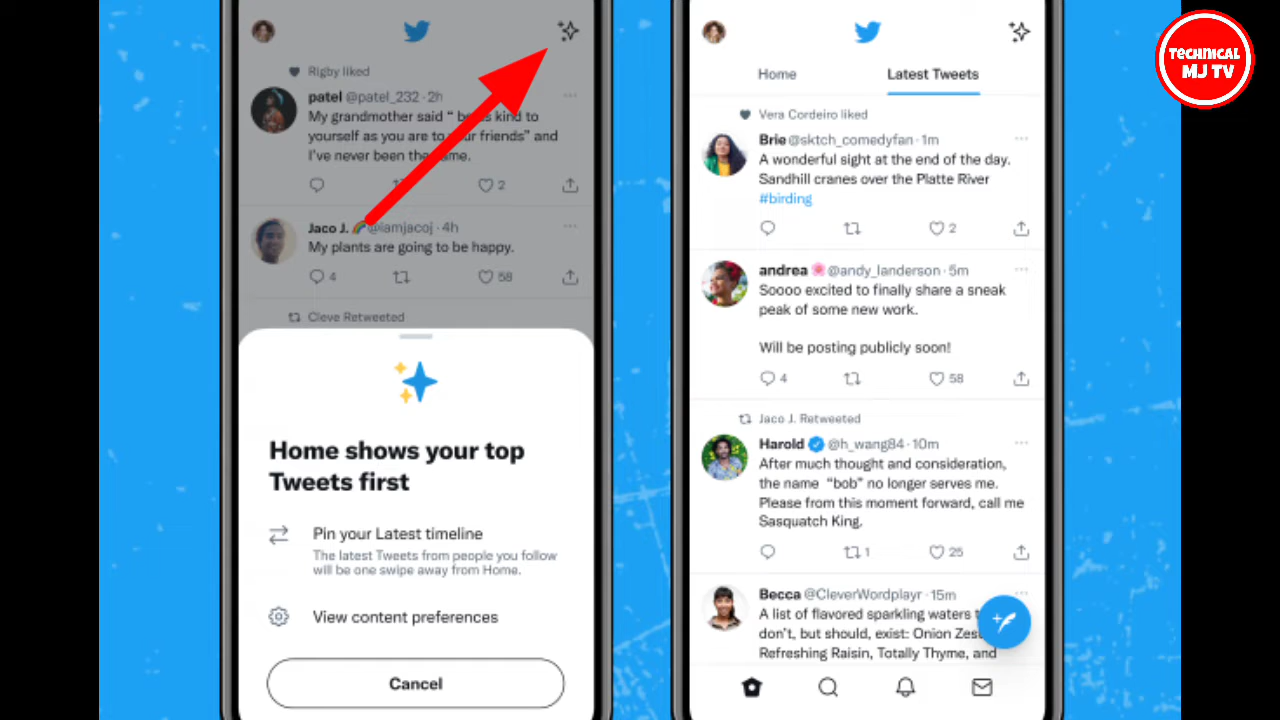 Rigby liked
patel @patel_232 · 2h
My grandmother said “ be as kind to
yourself as you are to your friends” and
I’ve never been the same.
2
Jaco J. 🌈 @iamjacoj · 4h
My plants are going to be happy.
4 58
Cleve Retweeted
Home shows your top
Tweets first
Pin your Latest timeline
The latest Tweets from people you follow
will be one swipe away from Home.
View content preferences
Cancel
Home Latest Tweets
Vera Cordeiro liked
Brie @sktch_comedyfan · 1m
A wonderful sight at the end of the day.
Sandhill cranes over the Platte River
#birding
2
andrea 🌸 @andy_landerson · 5m
Soooo excited to finally share a sneak
peak of some new work.
Will be posting publicly soon!
4 58
Jaco J. Retweeted
Harold @h_wang84 · 10m
After much thought and consideration,
the name “bob” no longer serves me.
Please from this moment forward, call me
Sasquatch King.
1 25
Becca @CleverWordplayr · 15m
A list of flavored sparkling waters
don’t, but should, exist: Onion Zest
Refreshing Raisin, Totally Thyme, and
TECHNICAL
MJ TV